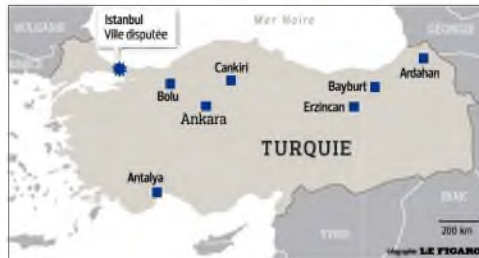 BULGARIE
Istanbul
Ville disputée
Mer Noire
GÉORGIE
Cankiri
Bolu
Ankara
Bayburt
Ardahan
Erzincan
TURQUIE
Antalya
IRAK
SYRIE
200 km
Infographie LE FIGARO